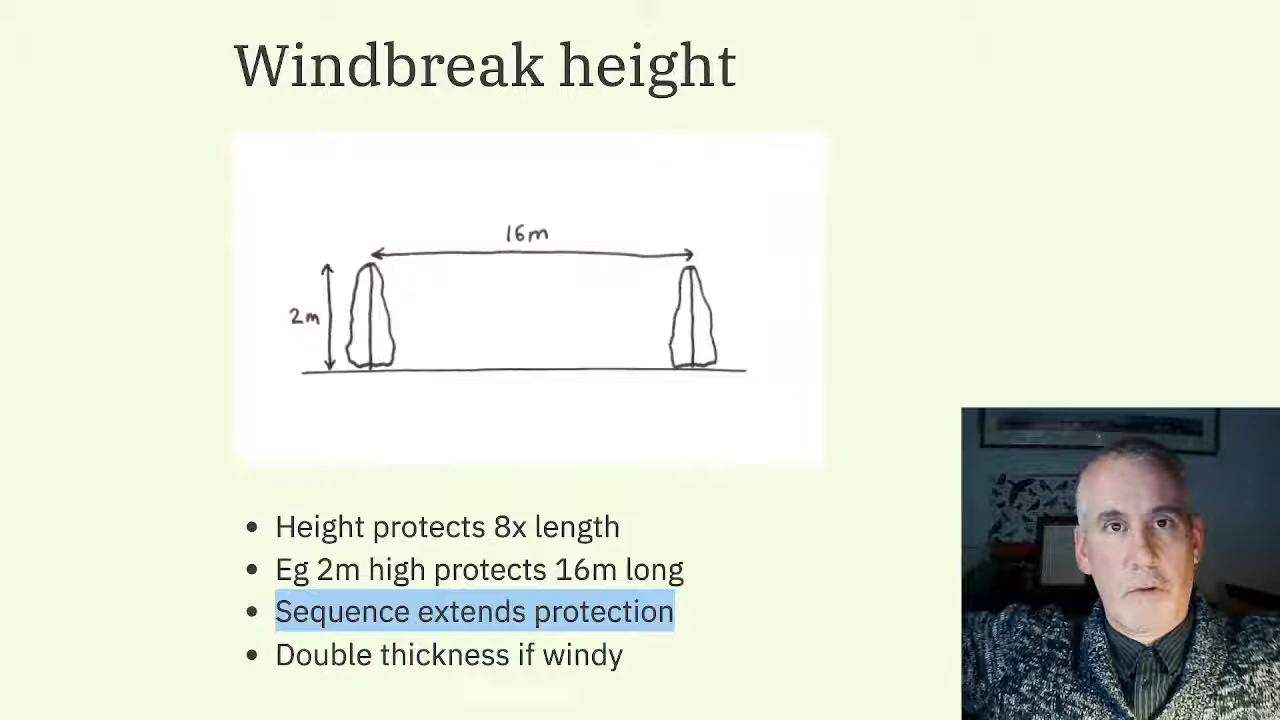 Windbreak height
16m
2m
Height protects 8x length
Eg 2m high protects 16m long
Sequence extends protection
Double thickness if windy